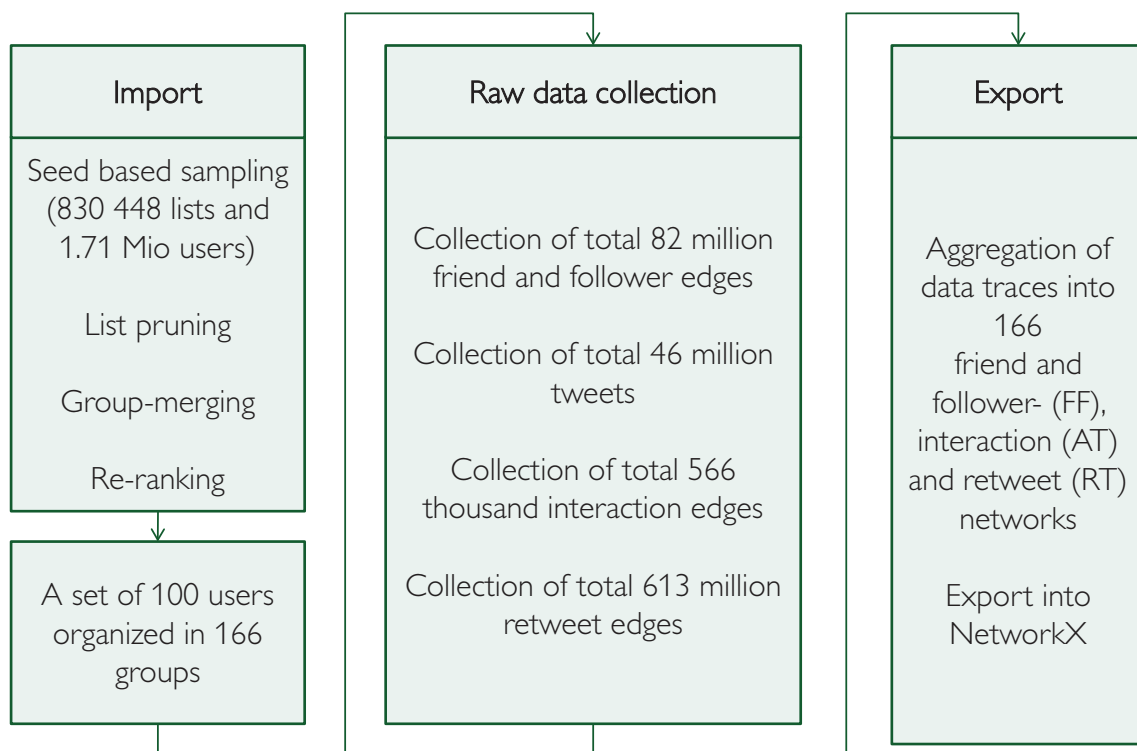 Import
Seed based sampling
(830 448 lists and
1.71 Mio users)
List pruning
Group-merging
Re-ranking
A set of 100 users
organized in 166
groups
Raw data collection
Collection of total 82 million
friend and follower edges
Collection of total 46 million
tweets
Collection of total 566
thousand interaction edges
Collection of total 613 million
retweet edges
Export
Aggregation of
data traces into
166
friend and
follower- (FF),
interaction (AT)
and retweet (RT)
networks
Export into
NetworkX